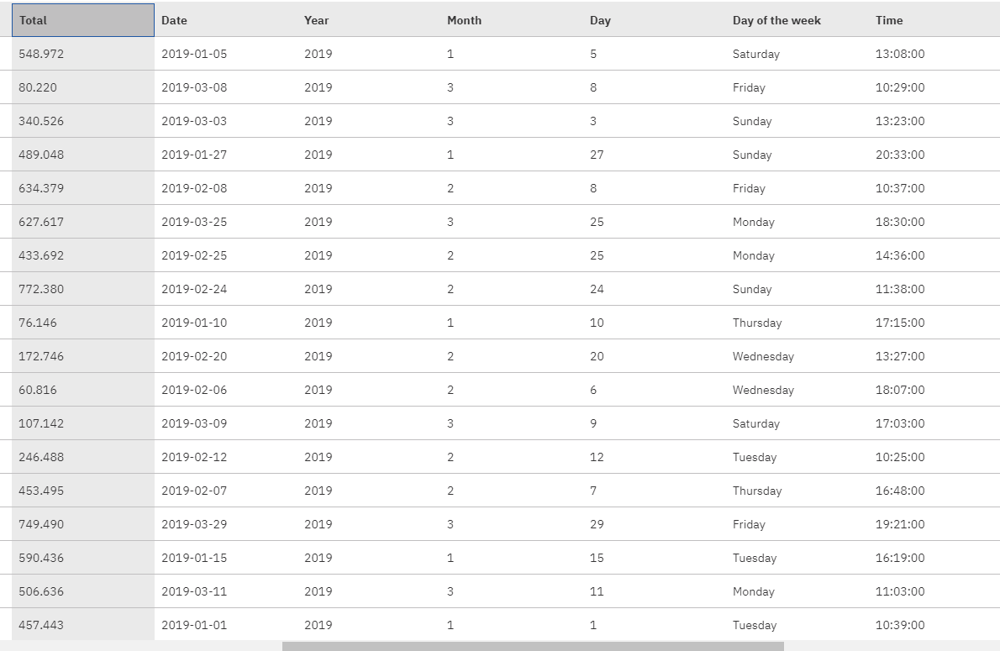 Total Date Year Month Day Day of the week Time
548.972 2019-01-05 2019 1 5 Saturday 13:08:00
80.220 2019-03-08 2019 3 8 Friday 10:29:00
340.526 2019-03-03 2019 3 3 Sunday 13:23:00
489.048 2019-01-27 2019 1 27 Sunday 20:33:00
634.379 2019-02-08 2019 2 8 Friday 10:37:00
627.617 2019-03-25 2019 3 25 Monday 18:30:00
433.692 2019-02-25 2019 2 25 Monday 14:36:00
772.380 2019-02-24 2019 2 24 Sunday 11:38:00
76.146 2019-01-10 2019 1 10 Thursday 17:15:00
172.746 2019-02-20 2019 2 20 Wednesday 13:27:00
60.816 2019-02-06 2019 2 6 Wednesday 18:07:00
107.142 2019-03-09 2019 3 9 Saturday 17:03:00
246.488 2019-02-12 2019 2 12 Tuesday 10:25:00
453.495 2019-02-07 2019 2 7 Thursday 16:48:00
749.490 2019-03-29 2019 3 29 Friday 19:21:00
590.436 2019-01-15 2019 1 15 Tuesday 16:19:00
506.636 2019-03-11 2019 3 11 Monday 11:03:00
457.443 2019-01-01 2019 1 1 Tuesday 10:39:00